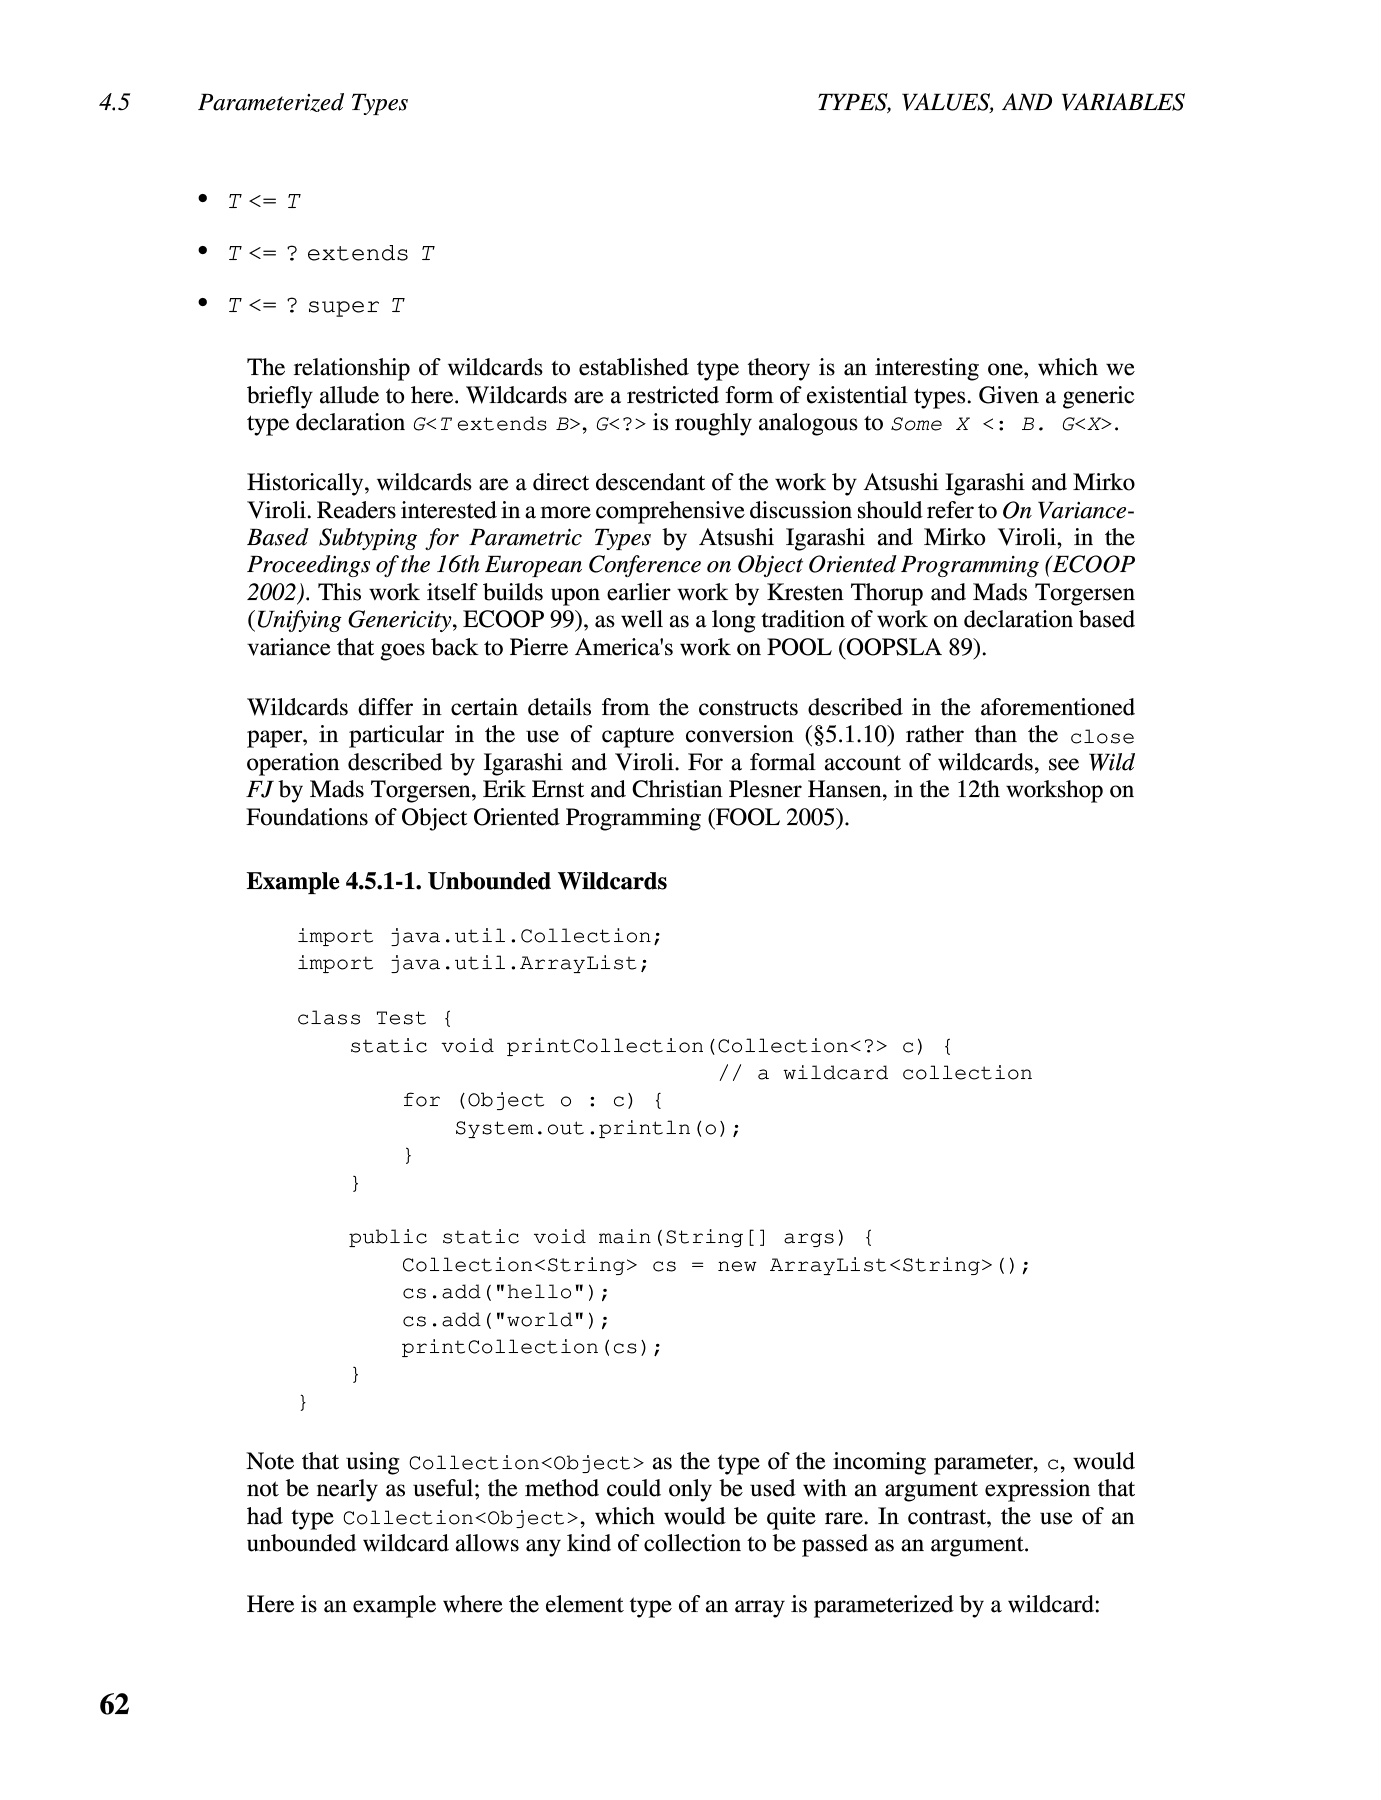 4.5 Parameterized Types TYPES, VALUES, AND VARIABLES
• T <= T
• T <= ? extends T
• T <= ? super T
The relationship of wildcards to established type theory is an interesting one, which we
briefly allude to here. Wildcards are a restricted form of existential types. Given a generic
type declaration G<T extends B>, G<?> is roughly analogous to Some X <: B. G<X>.
Historically, wildcards are a direct descendant of the work by Atsushi Igarashi and Mirko
Viroli. Readers interested in a more comprehensive discussion should refer to On Variance-
Based Subtyping for Parametric Types by Atsushi Igarashi and Mirko Viroli, in the
Proceedings of the 16th European Conference on Object Oriented Programming (ECOOP
2002). This work itself builds upon earlier work by Kresten Thorup and Mads Torgersen
(Unifying Genericity, ECOOP 99), as well as a long tradition of work on declaration based
variance that goes back to Pierre America's work on POOL (OOPSLA 89).
Wildcards differ in certain details from the constructs described in the aforementioned
paper, in particular in the use of capture conversion (§5.1.10) rather than the close
operation described by Igarashi and Viroli. For a formal account of wildcards, see Wild
FJ by Mads Torgersen, Erik Ernst and Christian Plesner Hansen, in the 12th workshop on
Foundations of Object Oriented Programming (FOOL 2005).
Example 4.5.1-1. Unbounded Wildcards
import java.util.Collection;
import java.util.ArrayList;
class Test {
    static void printCollection(Collection<?> c) {
                                // a wildcard collection
        for (Object o : c) {
            System.out.println(o);
        }
    }
    public static void main(String[] args) {
        Collection<String> cs = new ArrayList<String>();
        cs.add("hello");
        cs.add("world");
        printCollection(cs);
    }
}
Note that using Collection<Object> as the type of the incoming parameter, c, would
not be nearly as useful; the method could only be used with an argument expression that
had type Collection<Object>, which would be quite rare. In contrast, the use of an
unbounded wildcard allows any kind of collection to be passed as an argument.
Here is an example where the element type of an array is parameterized by a wildcard:
62